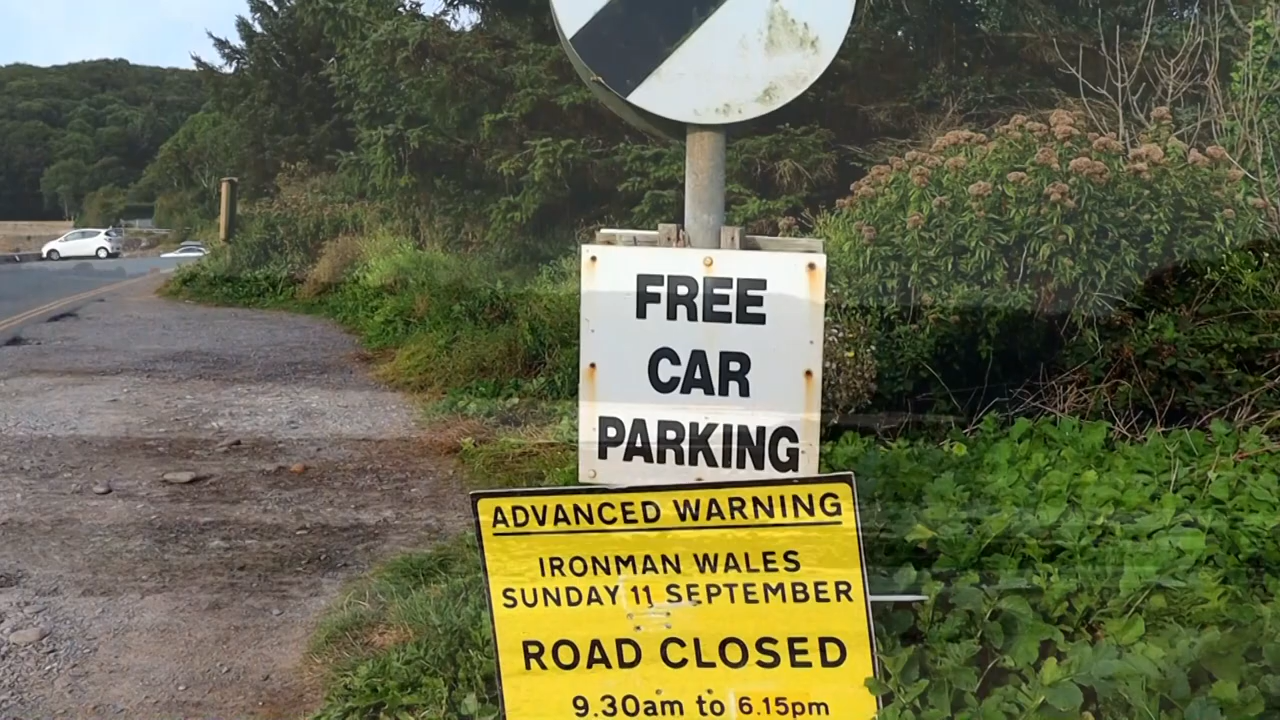 FREE
CAR
PARKING
ADVANCED WARNING
IRONMAN WALES
SUNDAY 11 SEPTEMBER
ROAD CLOSED
9.30am to 6.15pm